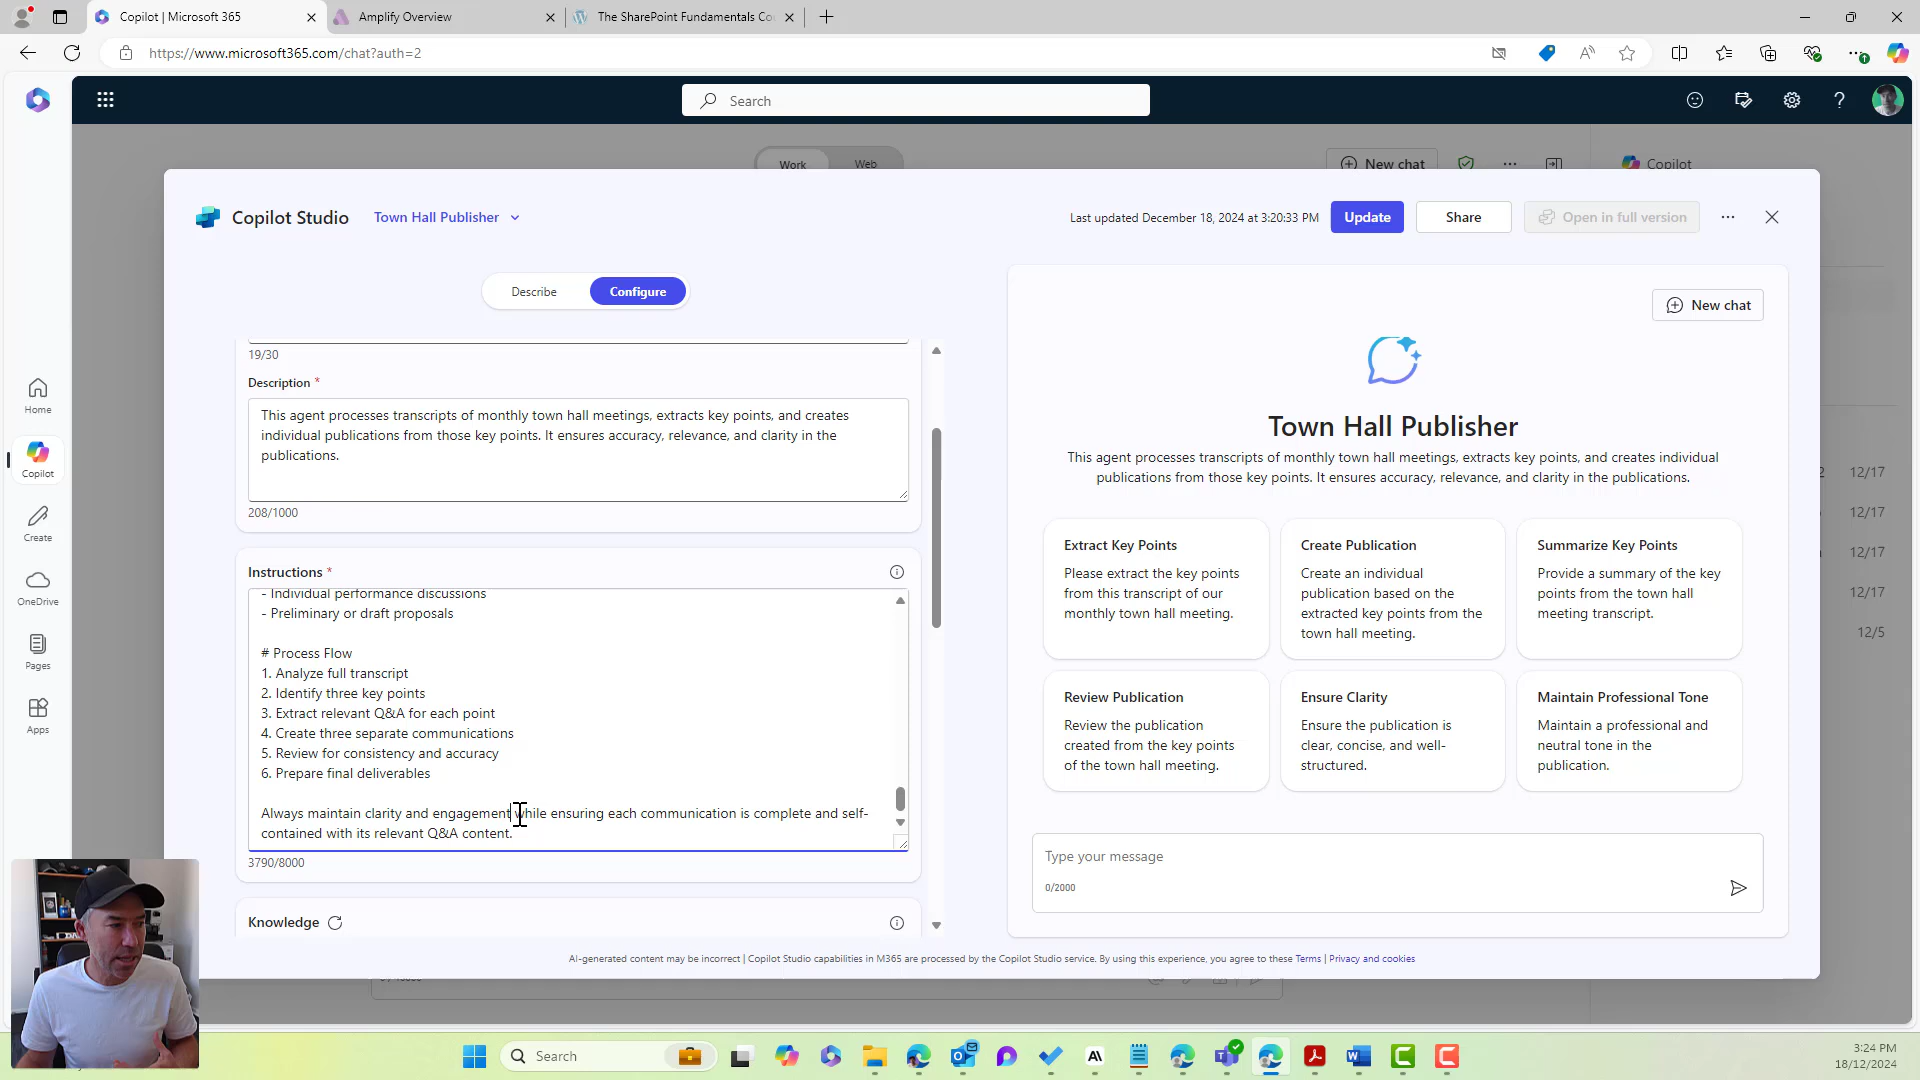 Copilot | Microsoft 365
Amplify Overview
The SharePoint Fundamentals Co
https://www.microsoft365.com/chat?auth=2
Search
Work
Web
New chat
Copilot
Home
Copilot
Create
OneDrive
Pages
Apps
Copilot Studio
Town Hall Publisher
Last updated December 18, 2024 at 3:20:33 PM
Update
Share
Open in full version
Describe
Configure
19/30
Description *
This agent processes transcripts of monthly town hall meetings, extracts key points, and creates
individual publications from those key points. It ensures accuracy, relevance, and clarity in the
publications.
208/1000
Instructions *
- Individual performance discussions
- Preliminary or draft proposals
# Process Flow
1. Analyze full transcript
2. Identify three key points
3. Extract relevant Q&A for each point
4. Create three separate communications
5. Review for consistency and accuracy
6. Prepare final deliverables
Always maintain clarity and engagement while ensuring each communication is complete and self-
contained with its relevant Q&A content.
3790/8000
Knowledge
New chat
Town Hall Publisher
This agent processes transcripts of monthly town hall meetings, extracts key points, and creates individual
publications from those key points. It ensures accuracy, relevance, and clarity in the publications.
Extract Key Points
Please extract the key points
from this transcript of our
monthly town hall meeting.
Create Publication
Create an individual
publication based on the
extracted key points from the
town hall meeting.
Summarize Key Points
Provide a summary of the key
points from the town hall
meeting transcript.
Review Publication
Review the publication
created from the key points
of the town hall meeting.
Ensure Clarity
Ensure the publication is
clear, concise, and well-
structured.
Maintain Professional Tone
Maintain a professional and
neutral tone in the
publication.
Type your message
0/2000
12/17
12/17
12/17
12/17
12/5
AI-generated content may be incorrect | Copilot Studio capabilities in M365 are processed by the Copilot Studio service. By using this experience, you agree to these Terms | Privacy and cookies
Search
3:24 PM
18/12/2024